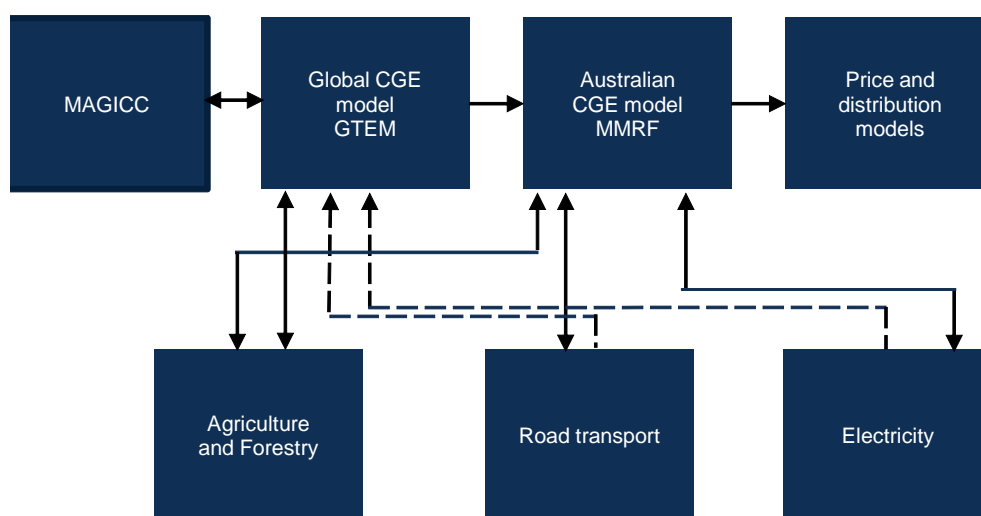 MAGICC
Global CGE
model
GTEM
Australian
CGE model
MMRF
Price and
distribution
models
Agriculture
and Forestry
Road transport
Electricity